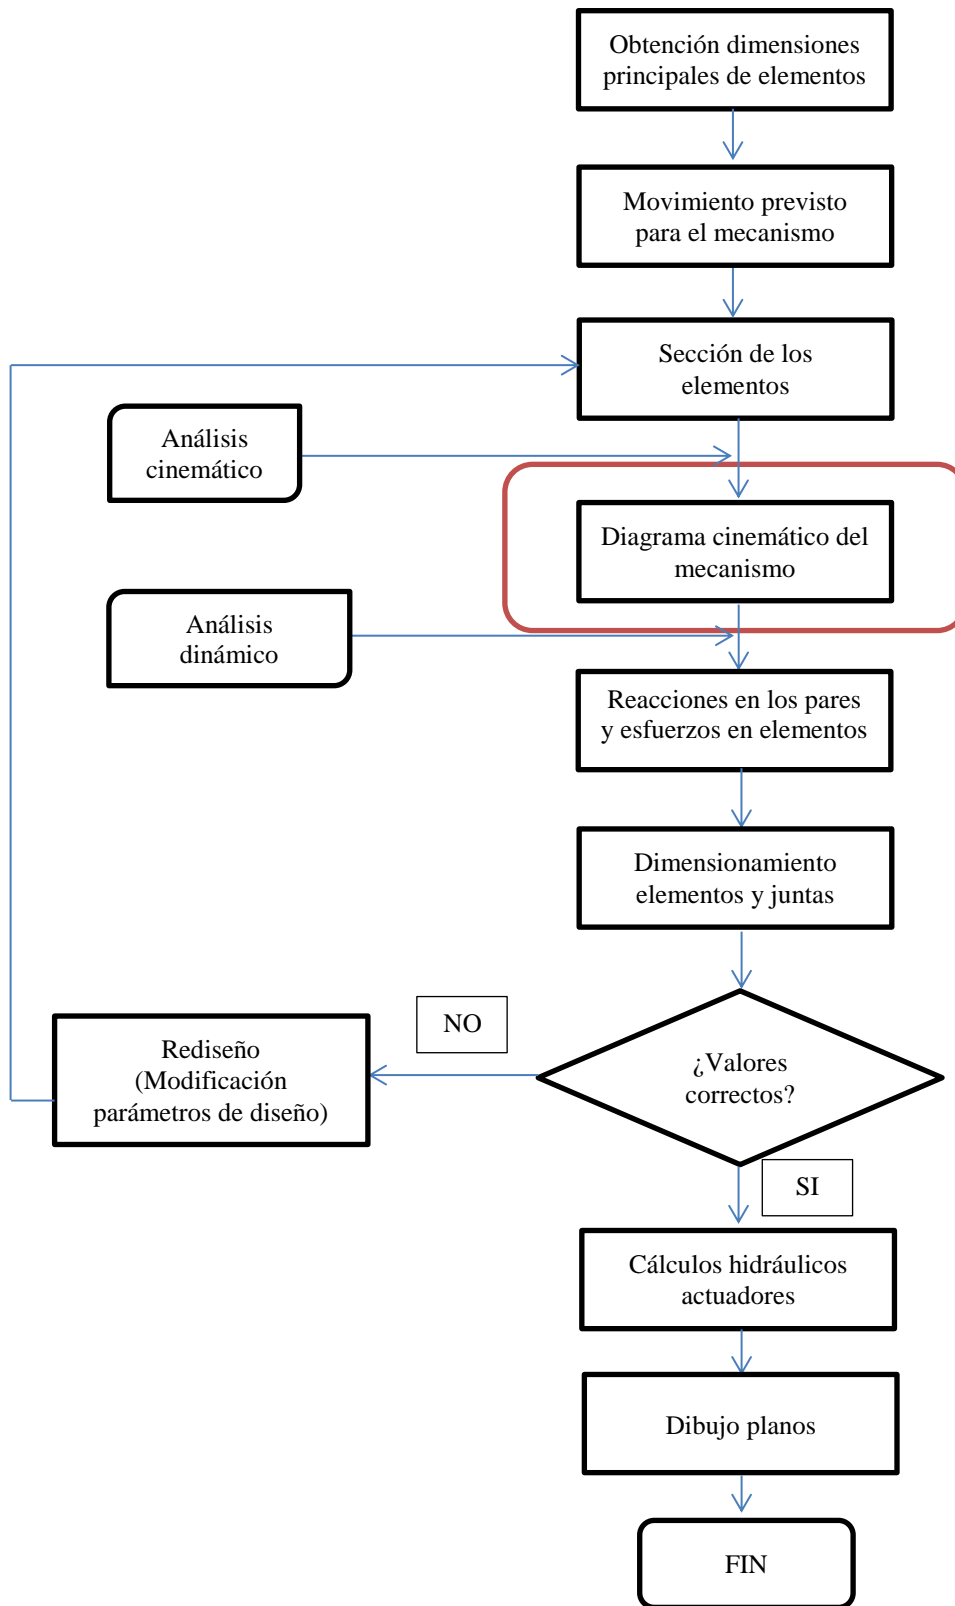 Obtención dimensiones
principales de elementos
Movimiento previsto
para el mecanismo
Sección de los
elementos
Análisis
cinemático
Diagrama cinemático del
mecanismo
Análisis
dinámico
Reacciones en los pares
y esfuerzos en elementos
Dimensionamiento
elementos y juntas
NO
¿Valores
correctos?
Rediseño
(Modificación
parámetros de diseño)
SI
Cálculos hidráulicos
actuadores
Dibujo planos
FIN